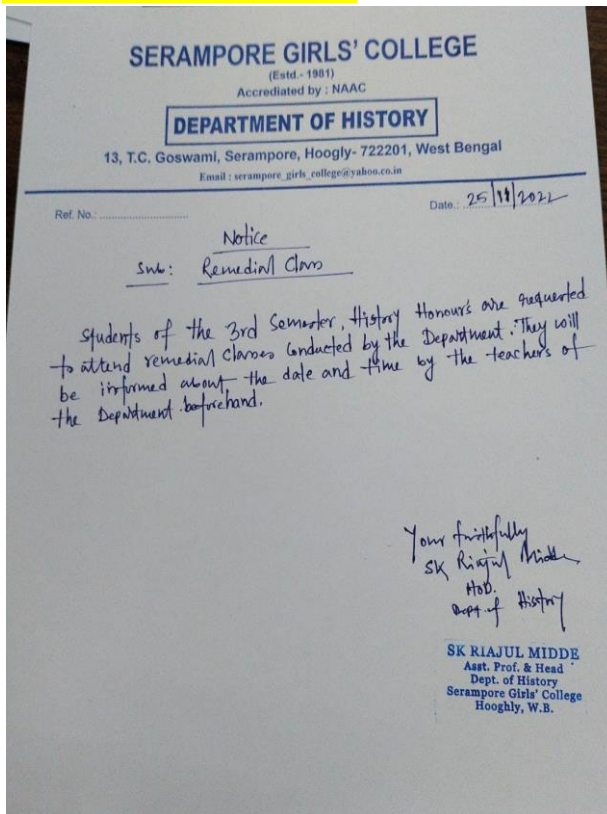 SERAMPORE GIRLS' COLLEGE
(Estd.- 1981)
Accrediated by : NAAC
DEPARTMENT OF HISTORY
13, T.C. Goswami, Serampore, Hoogly- 722201, West Bengal
Email : serampore_girls_college@yahoo.co.in
Ref. No.: ..............................
Date.: 25/11/2022
Notice
Sub: Remedial Class
Students of the 3rd Semester, History Honour's are requested
to attend remedial classes conducted by the Department. They will
be informed about the date and time by the teachers of
the Department beforehand.
Your faithfully
SK Riajul Midde
HOD.
Dept. of History
SK RIAJUL MIDDE
Asst. Prof. & Head
Dept. of History
Serampore Girls' College
Hooghly, W.B.